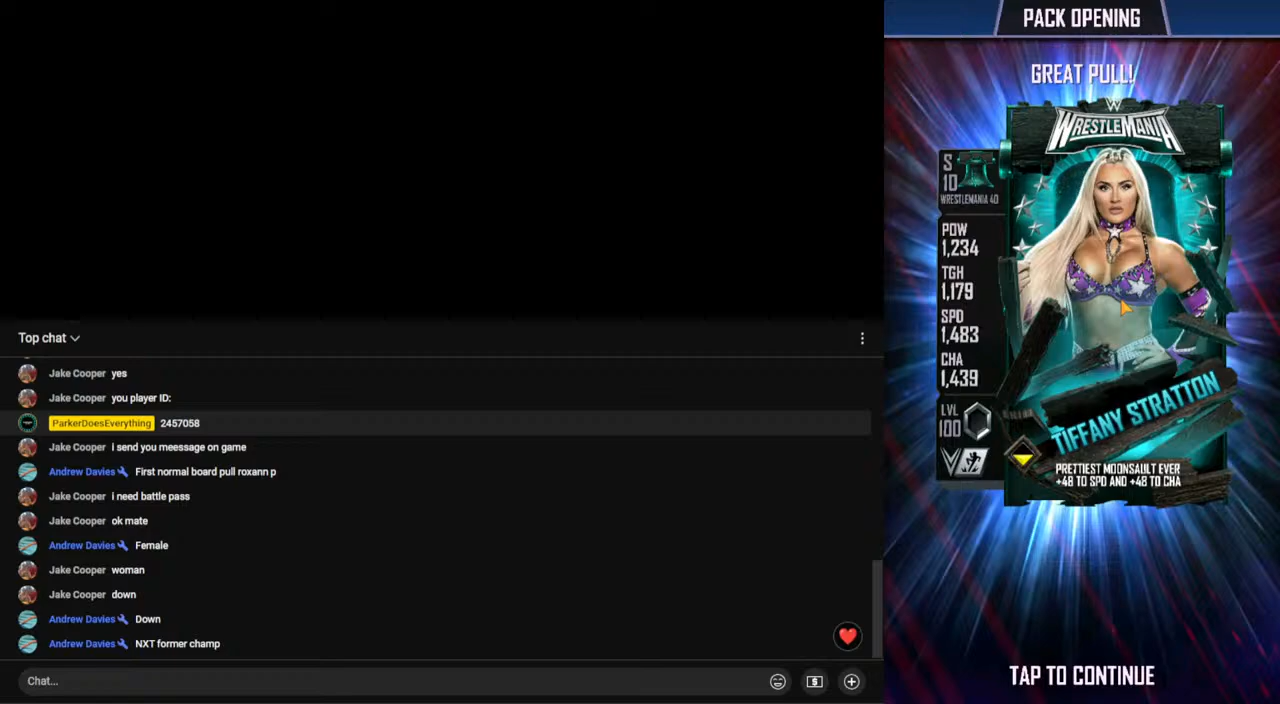 Top chat
Jake Cooper yes
Jake Cooper you player ID:
ParkerDoesEverything 2457058
Jake Cooper i send you meessage on game
Andrew Davies First normal board pull roxann p
Jake Cooper i need battle pass
Jake Cooper ok mate
Andrew Davies Female
Jake Cooper woman
Jake Cooper down
Andrew Davies Down
Andrew Davies NXT former champ
Chat...
PACK OPENING
GREAT PULL!
W
WRESTLEMANIA
S
10
WRESTLEMANIA 40
POW
1,234
TGH
1,179
SPD
1,483
CHA
1,439
LVL
100
TIFFANY STRATTON
PRETTIEST MOONSAULT EVER
+48 TO SPD AND +48 TO CHA
TAP TO CONTINUE